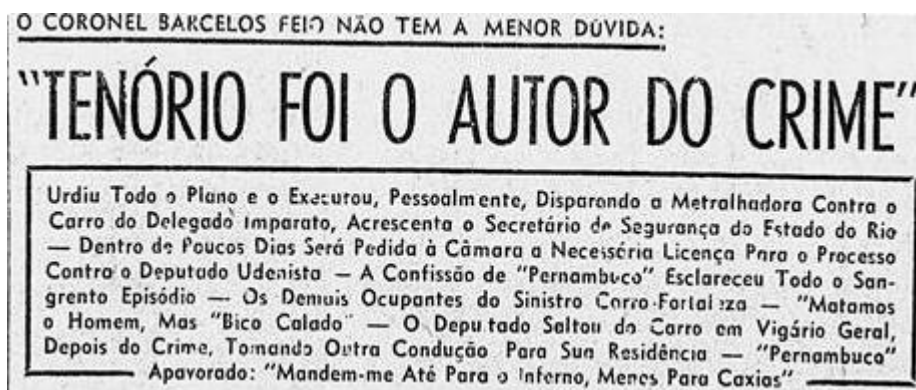 O CORONEL BARCELOS FEIO NÃO TEM A MENOR DÚVIDA:
"TENÓRIO FOI O AUTOR DO CRIME"
Urdiu Todo o Plano e o Executou, Pessoalmente, Disparando a Metralhadora Contra o
Carro do Delegado Imparato, Acrescenta o Secretário de Segurança do Estado do Rio
— Dentro de Poucos Dias Será Pedida à Câmara a Necessária Licença Para o Processo
Contra o Deputado Udenista — A Confissão de "Pernambuco" Esclareceu Todo o San-
grento Episódio — Os Demais Ocupantes do Sinistro Carro-Fortaleza — "Matamos
o Homem, Mas "Bico Calado" — O Deputado Saltou do Carro em Vigário Geral,
Depois do Crime, Tomando Outra Condução Para Sua Residência — "Pernambuco"
Apavorado: "Mandem-me Até Para o Inferno, Menos Para Caxias"